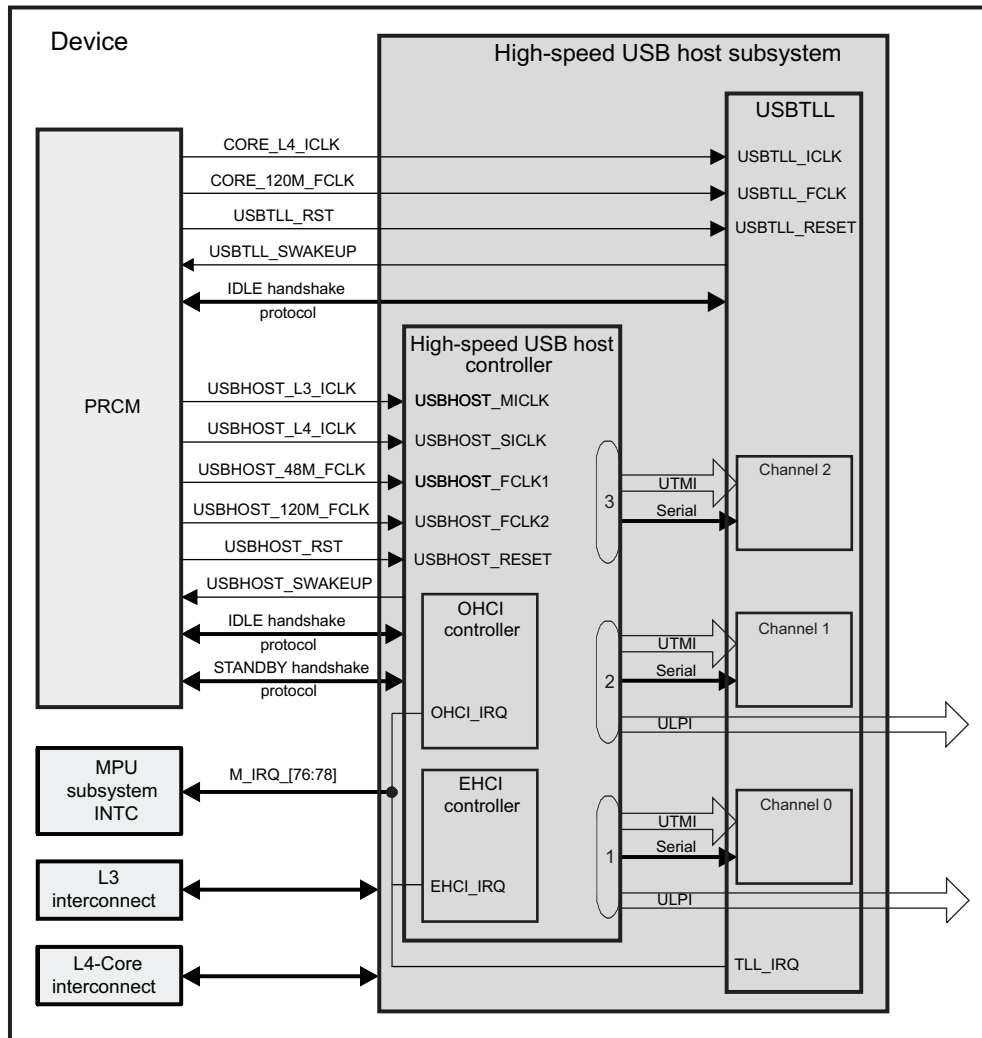 Device
High-speed USB host subsystem
USBTLL
CORE_L4_ICLK
USBTLL_ICLK
CORE_120M_FCLK
USBTLL_FCLK
USBTLL_RST
USBTLL_RESET
USBTLL_SWAKEUP
IDLE handshake
protocol
High-speed USB host
controller
PRCM
USBHOST_L3_ICLK
USBHOST_MICLK
USBHOST_L4_ICLK
USBHOST_SICLK
USBHOST_48M_FCLK
USBHOST_FCLK1
USBHOST_120M_FCLK
USBHOST_FCLK2
USBHOST_RST
USBHOST_RESET
USBHOST_SWAKEUP
IDLE handshake
protocol
STANDBY handshake
protocol
3
UTMI
Serial
Channel 2
OHCI
controller
OHCI_IRQ
2
UTMI
Serial
ULPI
Channel 1
MPU
subsystem
INTC
M_IRQ_[76:78]
EHCI
controller
EHCI_IRQ
1
UTMI
Serial
ULPI
Channel 0
L3
interconnect
L4-Core
interconnect
TLL_IRQ